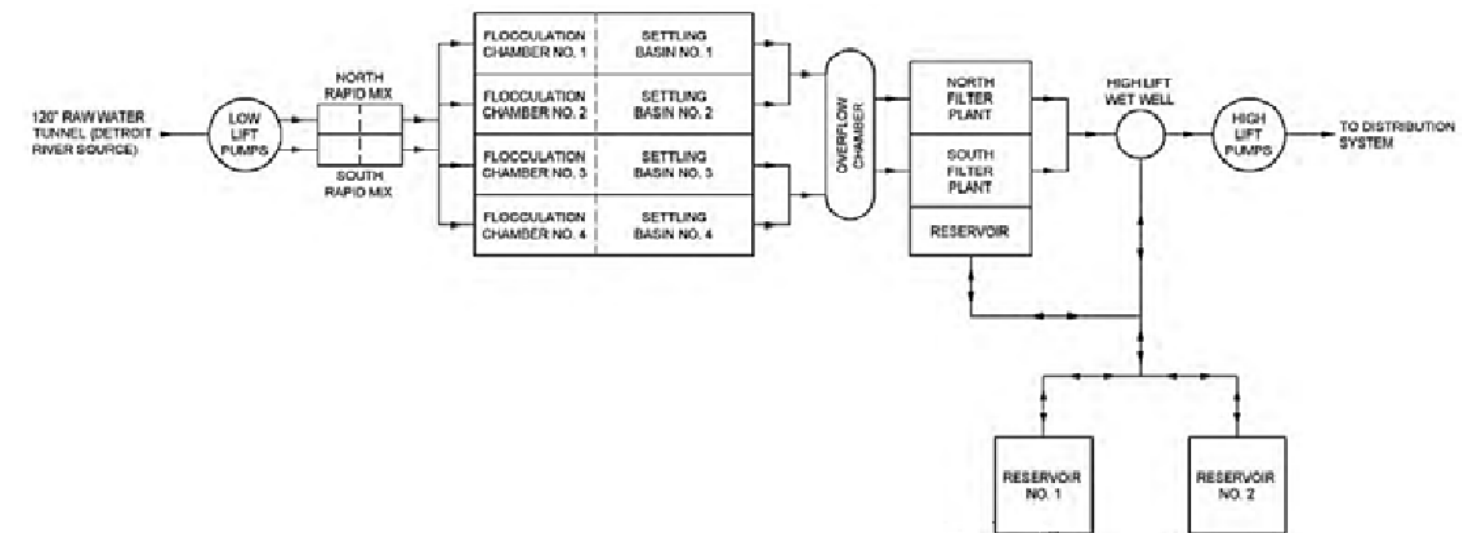 120" RAW WATER
TUNNEL (DETROIT
RIVER SOURCE)
LOW
LIFT
PUMPS
NORTH
RAPID MIX
SOUTH
RAPID MIX
FLOCCULATION
CHAMBER NO. 1
SETTLING
BASIN NO. 1
FLOCCULATION
CHAMBER NO. 2
SETTLING
BASIN NO. 2
FLOCCULATION
CHAMBER NO. 3
SETTLING
BASIN NO. 3
FLOCCULATION
CHAMBER NO. 4
SETTLING
BASIN NO. 4
OVERFLOW
CHAMBER
NORTH
FILTER
PLANT
SOUTH
FILTER
PLANT
RESERVOIR
HIGH LIFT
WET WELL
HIGH
LIFT
PUMPS
TO DISTRIBUTION
SYSTEM
RESERVOIR
NO. 1
RESERVOIR
NO. 2